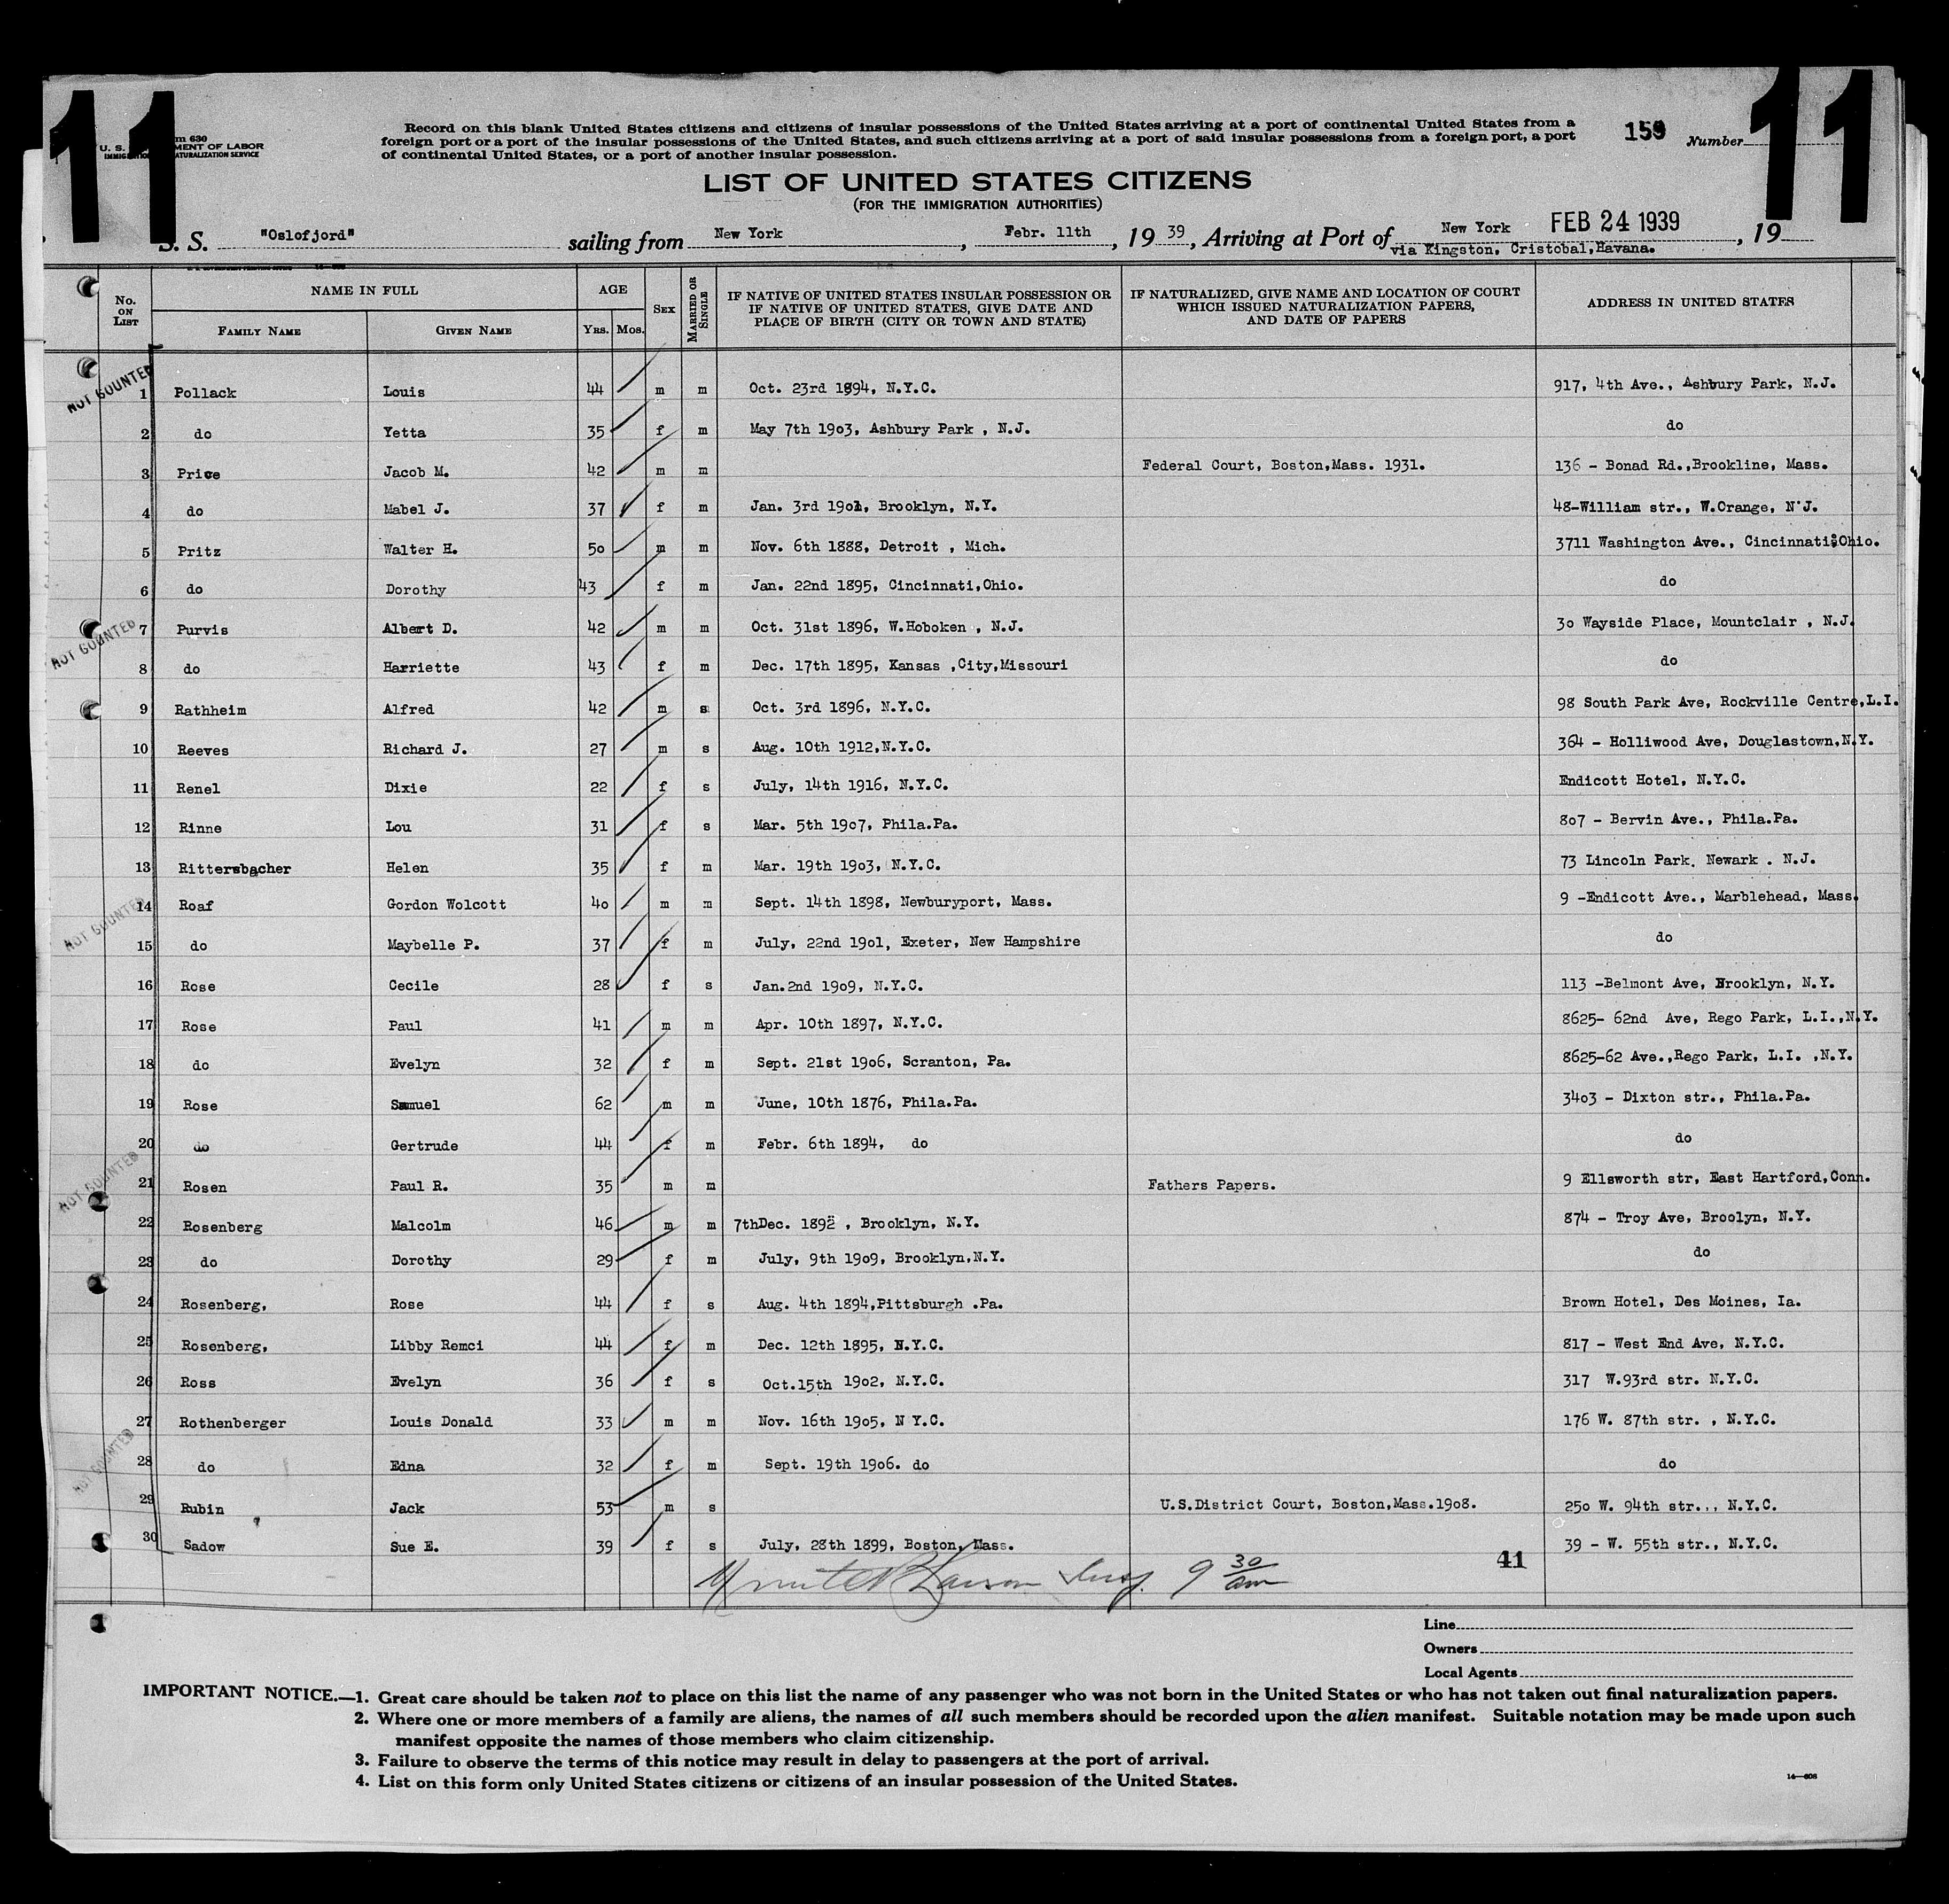 11 11
Form 630
U. S. DEPARTMENT OF LABOR
IMMIGRATION NATURALIZATION SERVICE
Record on this blank United States citizens and citizens of insular possessions of the United States arriving at a port of continental United States from a
foreign port or a port of the insular possessions of the United States, and such citizens arriving at a port of said insular possessions from a foreign port, a port
of continental United States, or a port of another insular possession.
159 Number
LIST OF UNITED STATES CITIZENS
(FOR THE IMMIGRATION AUTHORITIES)
S. S. "Oslofjord" sailing from New York, Febr. 11th, 19 39, Arriving at Port of New York FEB 24 1939, 19
via Kingston, Cristobal, Havana.
No. on List NAME IN FULL AGE Sex Married or Single IF NATIVE OF UNITED STATES INSULAR POSSESSION OR IF NATIVE OF UNITED STATES, GIVE DATE AND PLACE OF BIRTH (CITY OR TOWN AND STATE) IF NATURALIZED, GIVE NAME AND LOCATION OF COURT WHICH ISSUED NATURALIZATION PAPERS, AND DATE OF PAPERS ADDRESS IN UNITED STATES
Family Name Given Name Yrs. Mos.
NOT COUNTED
1 Pollack Louis 44 m m Oct. 23rd 1894, N.Y.C. 917, 4th Ave., Ashbury Park, N.J.
2 do Yetta 35 f m May 7th 1903, Ashbury Park , N.J. do
3 Price Jacob M. 42 m m Federal Court, Boston,Mass. 1931. 136 - Bonad Rd.,Brookline, Mass.
4 do Mabel J. 37 f m Jan. 3rd 1901, Brooklyn, N.Y. 48-William str., W.Orange, N.J.
5 Pritz Walter H. 50 m m Nov. 6th 1888, Detroit , Mich. 3711 Washington Ave., Cincinnati,Ohio.
6 do Dorothy 43 f m Jan. 22nd 1895, Cincinnati,Ohio. do
NOT COUNTED
7 Purvis Albert D. 42 m m Oct. 31st 1896, W.Hoboken , N.J. 30 Wayside Place, Mountclair , N.J.
8 do Harriette 43 f m Dec. 17th 1895, Kansas ,City,Missouri do
9 Rathheim Alfred 42 m s Oct. 3rd 1896, N.Y.C. 98 South Park Ave, Rockville Centre,L.I.
10 Reeves Richard J. 27 m s Aug. 10th 1912,N.Y.C. 364 - Holliwood Ave, Douglastown,N.Y.
11 Renel Dixie 22 f s July, 14th 1916, N.Y.C. Endicott Hotel, N.Y.C.
12 Rinne Lou 31 f s Mar. 5th 1907, Phila.Pa. 807 - Bervin Ave., Phila.Pa.
13 Rittersbacher Helen 35 f m Mar. 19th 1903, N.Y.C. 73 Lincoln Park. Newark . N.J.
NOT COUNTED
14 Roaf Gordon Wolcott 40 m m Sept. 14th 1898, Newburyport, Mass. 9 -Endicott Ave., Marblehead, Mass.
15 do Maybelle P. 37 f m July, 22nd 1901, Exeter, New Hampshire do
16 Rose Cecile 28 f s Jan.2nd 1909, N.Y.C. 113 -Belmont Ave, Brooklyn, N.Y.
17 Rose Paul 41 m m Apr. 10th 1897, N.Y.C. 8625- 62nd Ave, Rego Park, L.I.,N.Y.
18 do Evelyn 32 f m Sept. 21st 1906, Scranton, Pa. 8625-62 Ave.,Rego Park, L.I. ,N.Y.
19 Rose Samuel 62 m m June, 10th 1876, Phila.Pa. 3403 - Dixton str., Phila.Pa.
20 do Gertrude 44 f m Febr. 6th 1894, do do
NOT COUNTED
21 Rosen Paul R. 35 m m Fathers Papers. 9 Ellsworth str, East Hartford,Conn.
22 Rosenberg Malcolm 46 m m 7thDec. 1892 , Brooklyn, N.Y. 874 - Troy Ave, Broolyn, N.Y.
23 do Dorothy 29 f m July, 9th 1909, Brooklyn,N.Y. do
24 Rosenberg, Rose 44 f s Aug. 4th 1894,Pittsburgh .Pa. Brown Hotel, Des Moines, Ia.
25 Rosenberg, Libby Remci 44 f m Dec. 12th 1895, N.Y.C. 817 - West End Ave, N.Y.C.
26 Ross Evelyn 36 f s Oct.15th 1902, N.Y.C. 317 W.93rd str. N.Y.C.
27 Rothenberger Louis Donald 33 m m Nov. 16th 1905, N Y.C. 176 W. 87th str. , N.Y.C.
NOT COUNTED
28 do Edna 32 f m Sept. 19th 1906. do do
29 Rubin Jack 53 m s U.S.District Court, Boston,Mass.1908. 250 W. 94th str.., N.Y.C.
30 Sadow Sue E. 39 f s July, 28th 1899, Boston, Mass. 39 - W. 55th str., N.Y.C.
9 30 am
41
Line
Owners
Local Agents
IMPORTANT NOTICE.—1. Great care should be taken not to place on this list the name of any passenger who was not born in the United States or who has not taken out final naturalization papers.
2. Where one or more members of a family are aliens, the names of all such members should be recorded upon the alien manifest. Suitable notation may be made upon such
manifest opposite the names of those members who claim citizenship.
3. Failure to observe the terms of this notice may result in delay to passengers at the port of arrival.
4. List on this form only United States citizens or citizens of an insular possession of the United States.
14—608